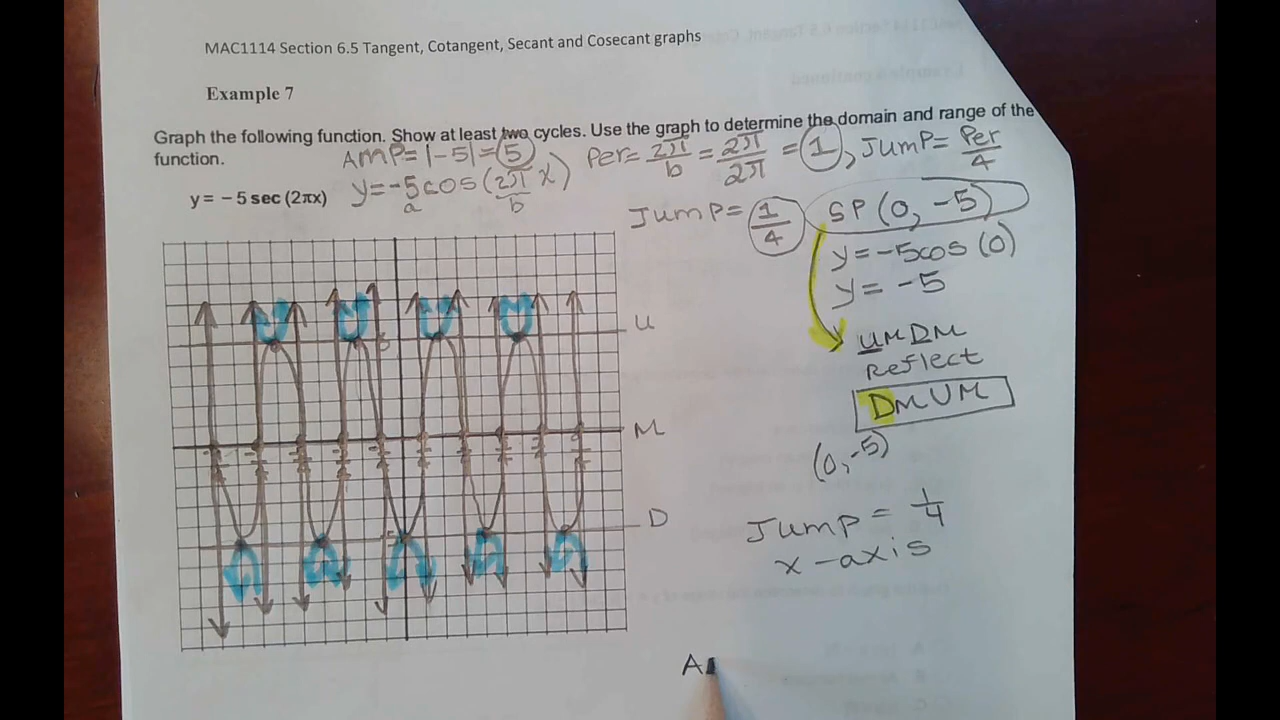 MAC1114 Section 6.5 Tangent, Cotangent, Secant and Cosecant graphs
Example 7
Graph the following function. Show at least two cycles. Use the graph to determine the domain and range of the
function.
AMP = |-5| = 5
Per = 2π/b = 2π/2π = 1, Jump = Per/4
y = - 5 sec (2πx)
y = -5cos(2π x)
a
b
Jump = 1/4
SP (0, -5)
y = -5cos (0)
y = -5
UMDM
Reflect
DMUM
(0, -5)
Jump = 1/4
x-axis
U
5
M
D
-5